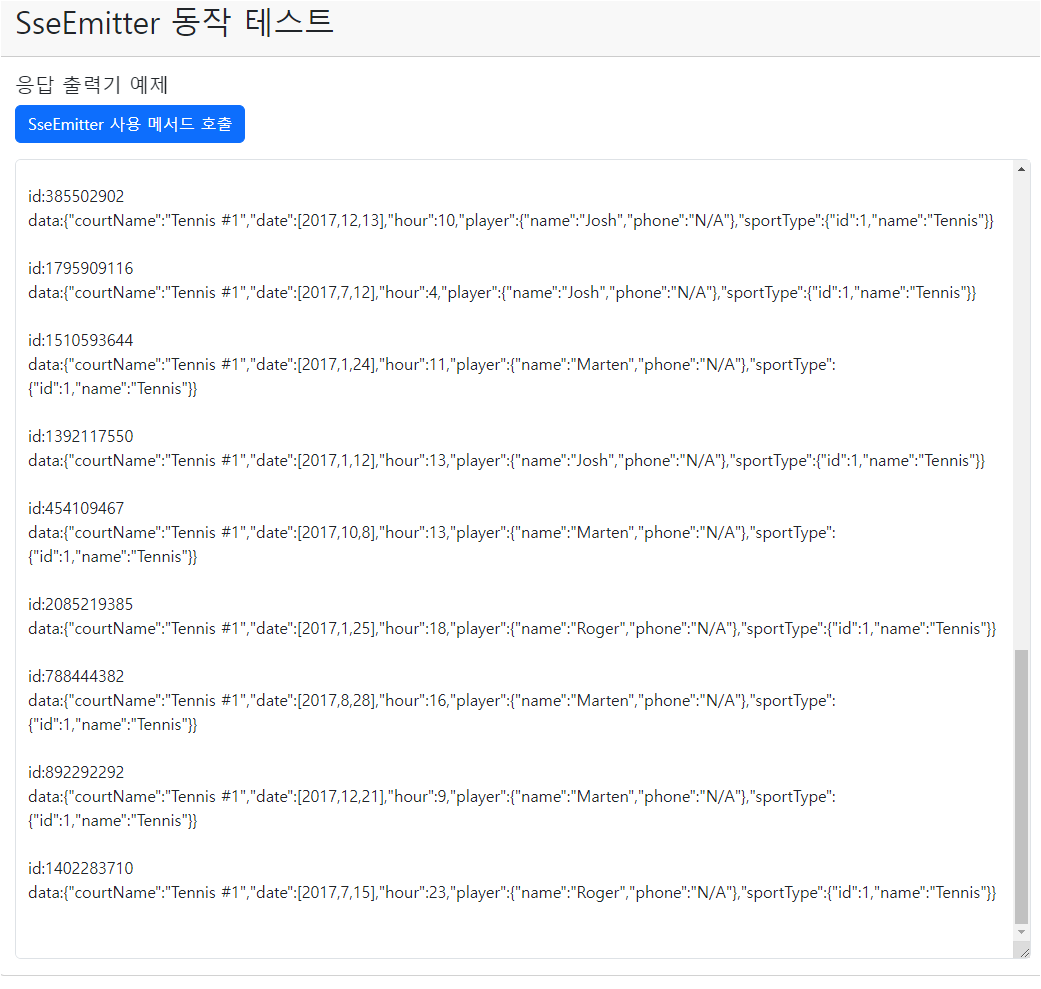 SseEmitter 동작 테스트
응답 출력기 예제
SseEmitter 사용 메서드 호출
id:385502902
data:{"courtName":"Tennis #1","date":[2017,12,13],"hour":10,"player":{"name":"Josh","phone":"N/A"},"sportType":{"id":1,"name":"Tennis"}}
id:1795909116
data:{"courtName":"Tennis #1","date":[2017,7,12],"hour":4,"player":{"name":"Josh","phone":"N/A"},"sportType":{"id":1,"name":"Tennis"}}
id:1510593644
data:{"courtName":"Tennis #1","date":[2017,1,24],"hour":11,"player":{"name":"Marten","phone":"N/A"},"sportType":
{"id":1,"name":"Tennis"}}
id:1392117550
data:{"courtName":"Tennis #1","date":[2017,1,12],"hour":13,"player":{"name":"Josh","phone":"N/A"},"sportType":{"id":1,"name":"Tennis"}}
id:454109467
data:{"courtName":"Tennis #1","date":[2017,10,8],"hour":13,"player":{"name":"Marten","phone":"N/A"},"sportType":
{"id":1,"name":"Tennis"}}
id:2085219385
data:{"courtName":"Tennis #1","date":[2017,1,25],"hour":18,"player":{"name":"Roger","phone":"N/A"},"sportType":{"id":1,"name":"Tennis"}}
id:788444382
data:{"courtName":"Tennis #1","date":[2017,8,28],"hour":16,"player":{"name":"Marten","phone":"N/A"},"sportType":
{"id":1,"name":"Tennis"}}
id:892292292
data:{"courtName":"Tennis #1","date":[2017,12,21],"hour":9,"player":{"name":"Marten","phone":"N/A"},"sportType":
{"id":1,"name":"Tennis"}}
id:1402283710
data:{"courtName":"Tennis #1","date":[2017,7,15],"hour":23,"player":{"name":"Roger","phone":"N/A"},"sportType":{"id":1,"name":"Tennis"}}